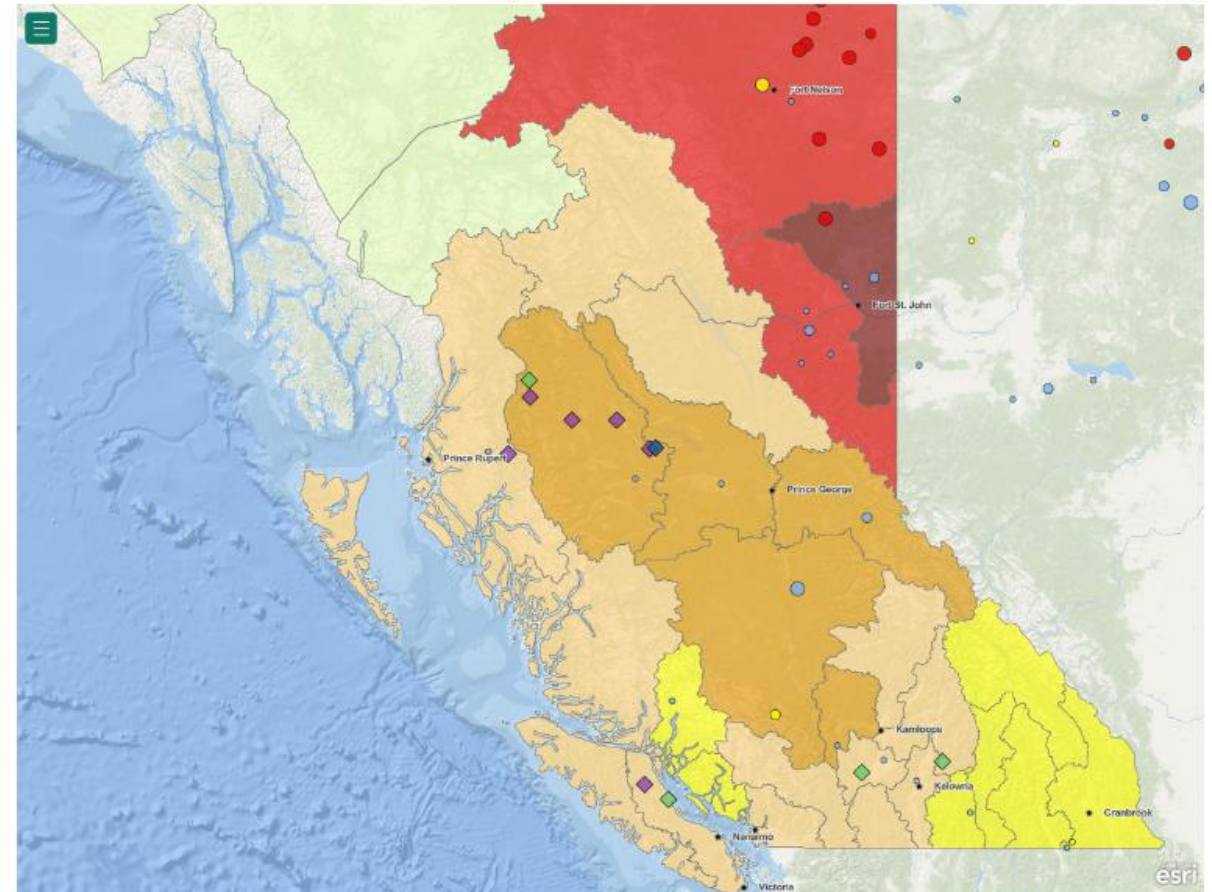 Fort Nelson
Fort St. John
Prince Rupert
Prince George
Kamloops
Kelowna
Cranbrook
Nanaimo
Victoria
esri